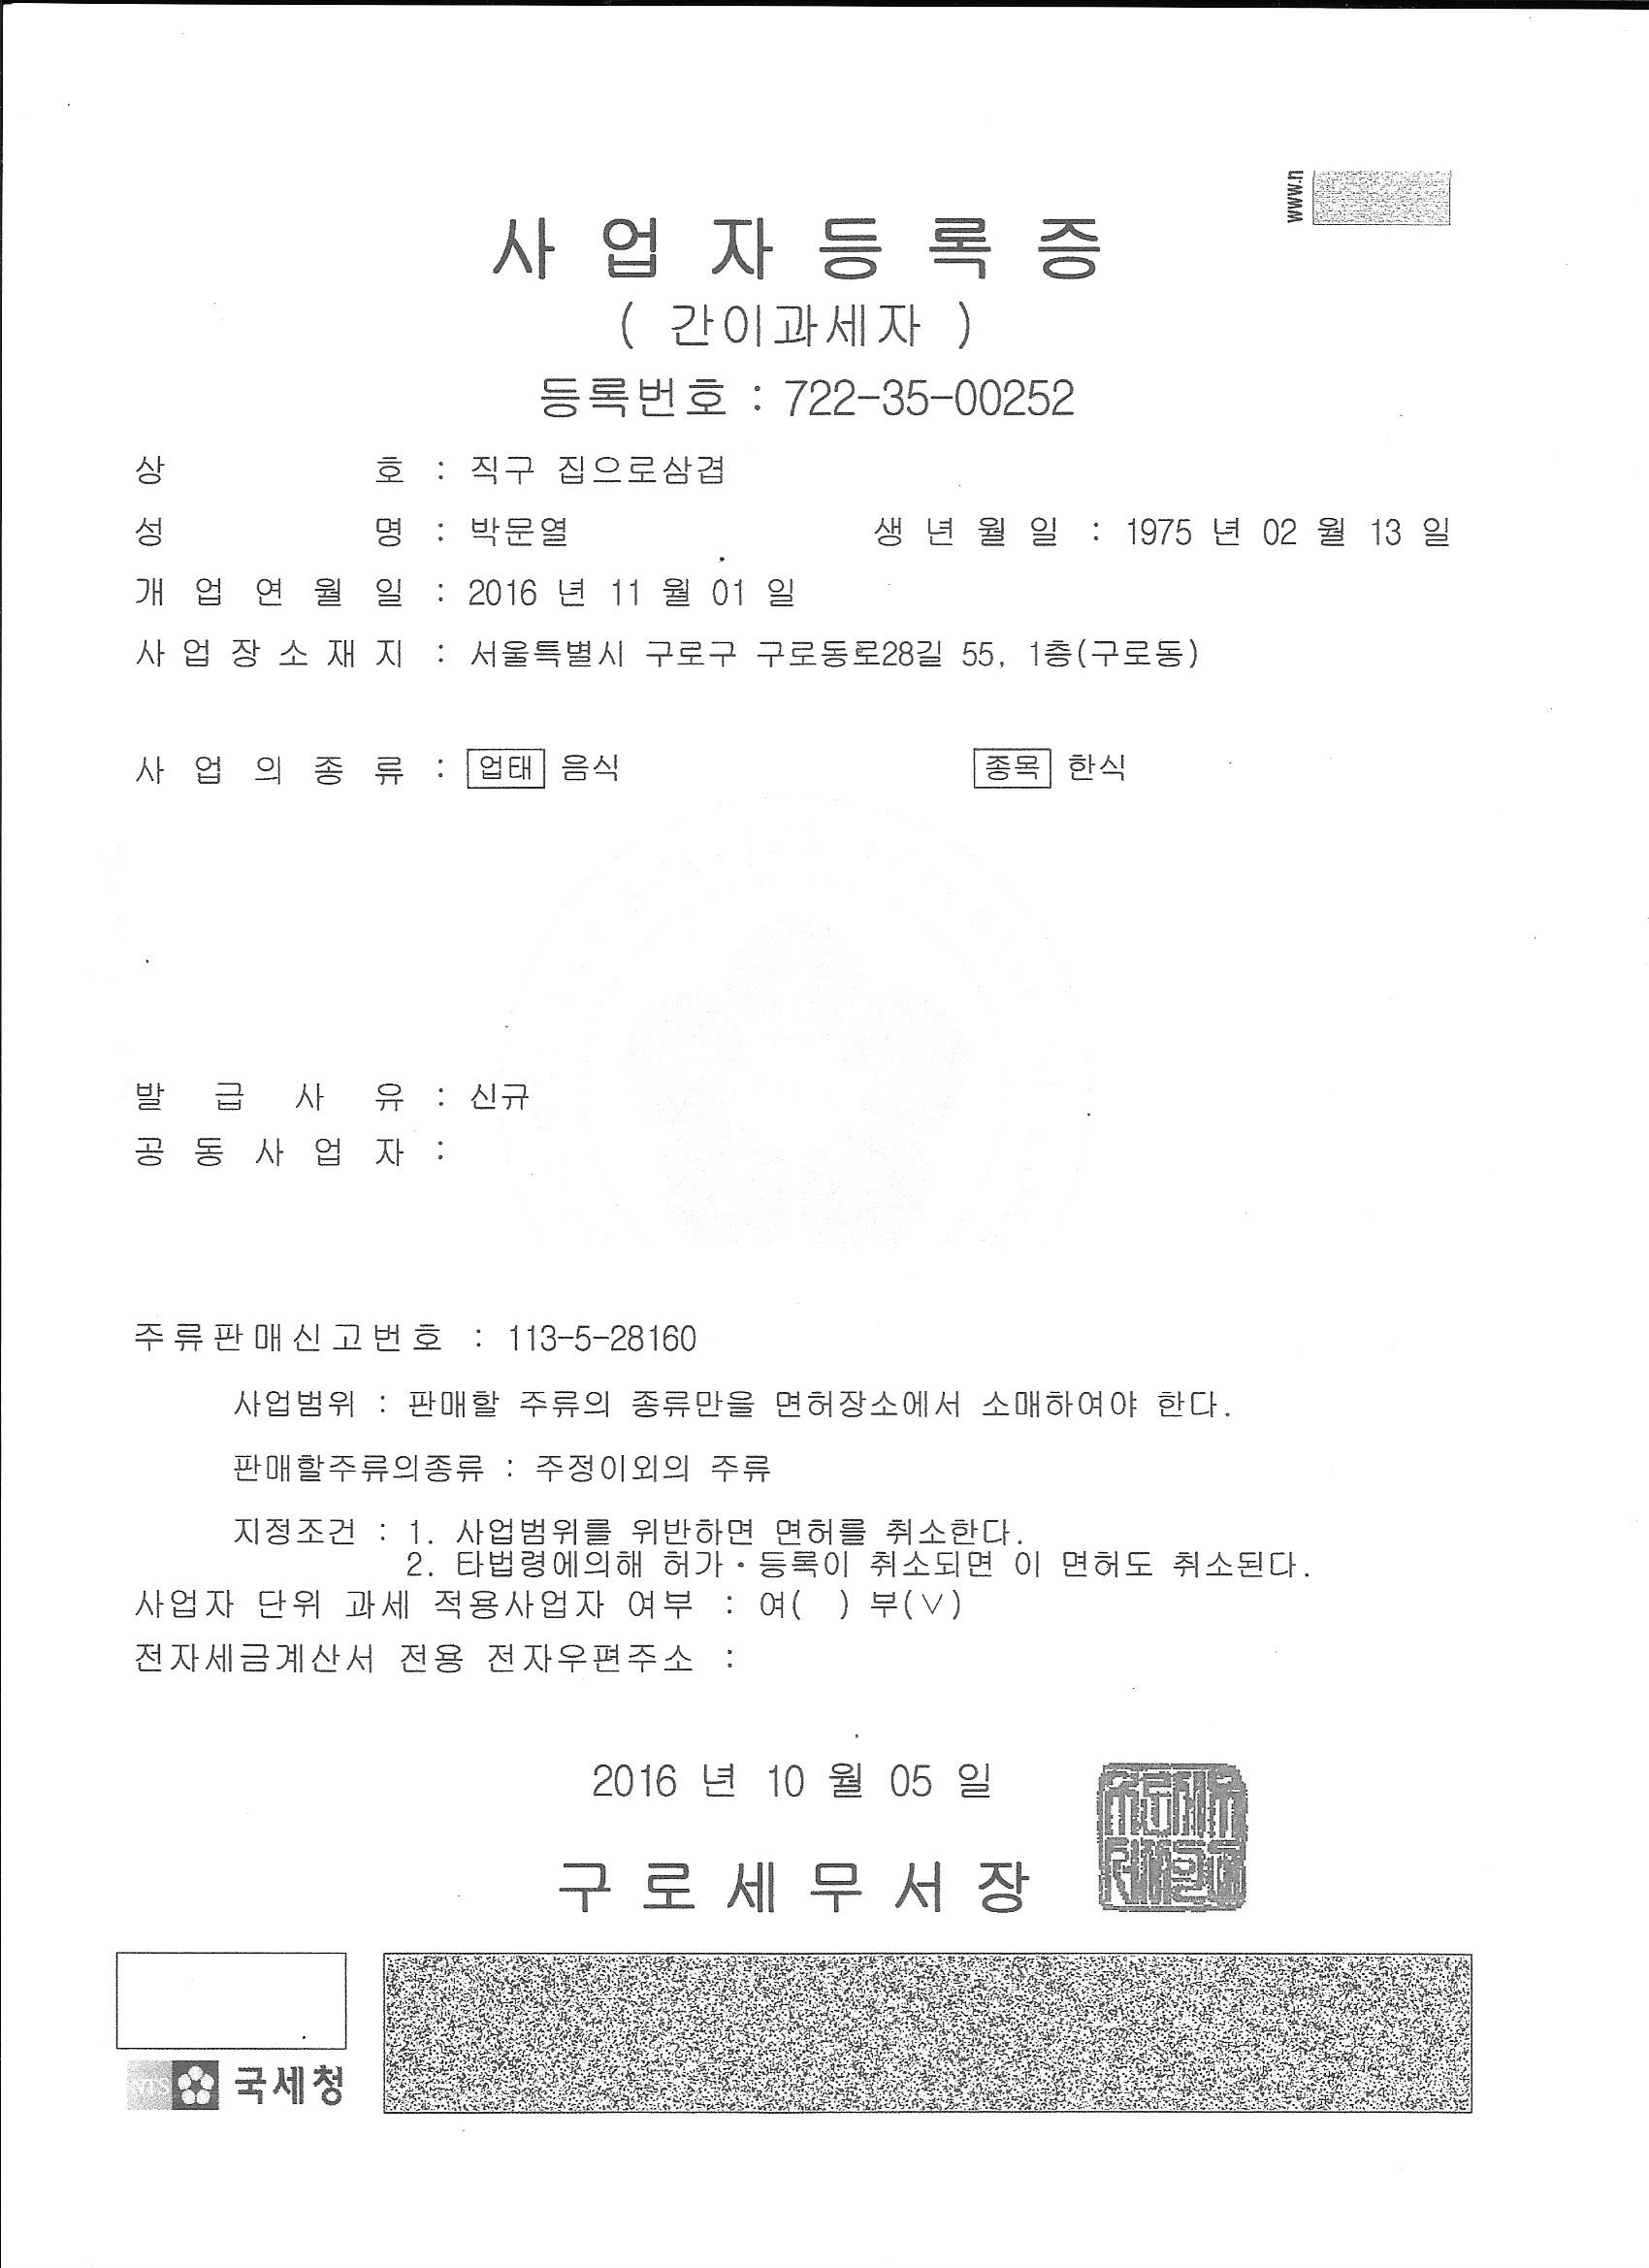 www.n
사 업 자 등 록 증
( 간이과세자 )
등록번호 : 722-35-00252
상 호 : 직구 집으로삼겹
성 명 : 박문열 생 년 월 일 : 1975 년 02 월 13 일
개 업 연 월 일 : 2016 년 11 월 01 일
사 업 장 소 재 지 : 서울특별시 구로구 구로동로28길 55, 1층(구로동)
사 업 의 종 류 : 업태 음식 종목 한식
발 급 사 유 : 신규
공 동 사 업 자 :
주류판매신고번호 : 113-5-28160
사업범위 : 판매할 주류의 종류만을 면허장소에서 소매하여야 한다.
판매할주류의종류 : 주정이외의 주류
지정조건 : 1. 사업범위를 위반하면 면허를 취소한다.
2. 타법령에의해 허가·등록이 취소되면 이 면허도 취소된다.
사업자 단위 과세 적용사업자 여부 : 여( ) 부(∨)
전자세금계산서 전용 전자우편주소 :
2016 년 10 월 05 일
구 로 세 무 서 장
NTS 국세청